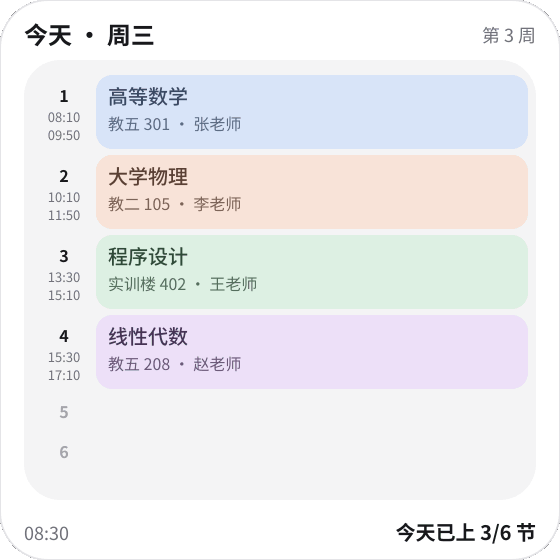 今天 • 周三
第 3 周
1
高等数学
08:10
教五 301 • 张老师
09:50
2
大学物理
10:10
教二 105 • 李老师
11:50
3
程序设计
13:30
实训楼 402 • 王老师
15:10
4
线性代数
15:30
教五 208 • 赵老师
17:10
5
6
08:30
今天已上 3/6 节